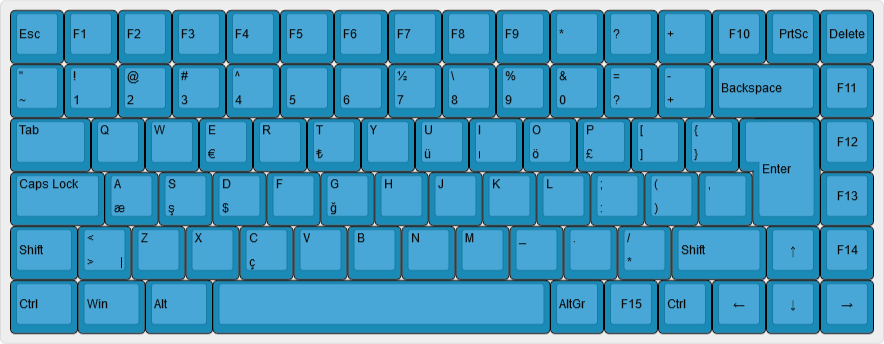 Esc F1 F2 F3 F4 F5 F6 F7 F8 F9 * ? + F10 PrtSc Delete
" ! @ # ^ ½ \ % & = - Backspace F11
~ 1 2 3 4 5 6 7 8 9 0 ? +
Tab Q W E R T Y U I O P [ { Enter F12
€ ₺ ü ı ö £ ] }
Caps Lock A S D F G H J K L ; ( , F13
æ ş $ ğ : )
Shift < Z X C V B N M _ . / Shift ↑ F14
> | ç *
Ctrl Win Alt AltGr F15 Ctrl ← ↓ →